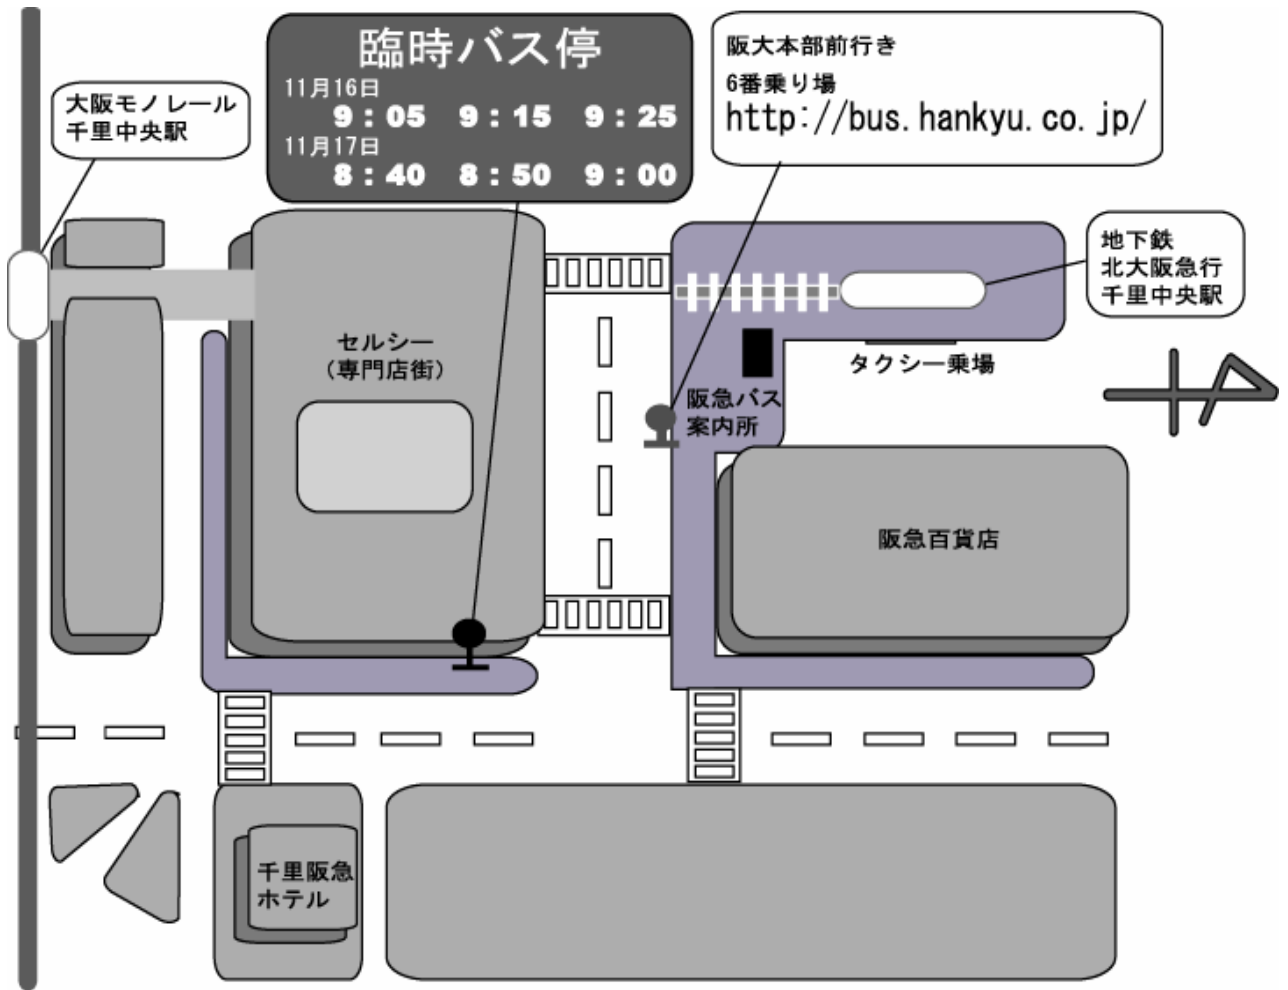 臨時バス停
11月16日
9：05 9：15 9：25
11月17日
8：40 8：50 9：00
阪大本部前行き
6番乗り場
http://bus.hankyu.co.jp/
大阪モノレール
千里中央駅
地下鉄
北大阪急行
千里中央駅
セルシー
（専門店街）
タクシー乗場
阪急バス
案内所
阪急百貨店
千里阪急
ホテル